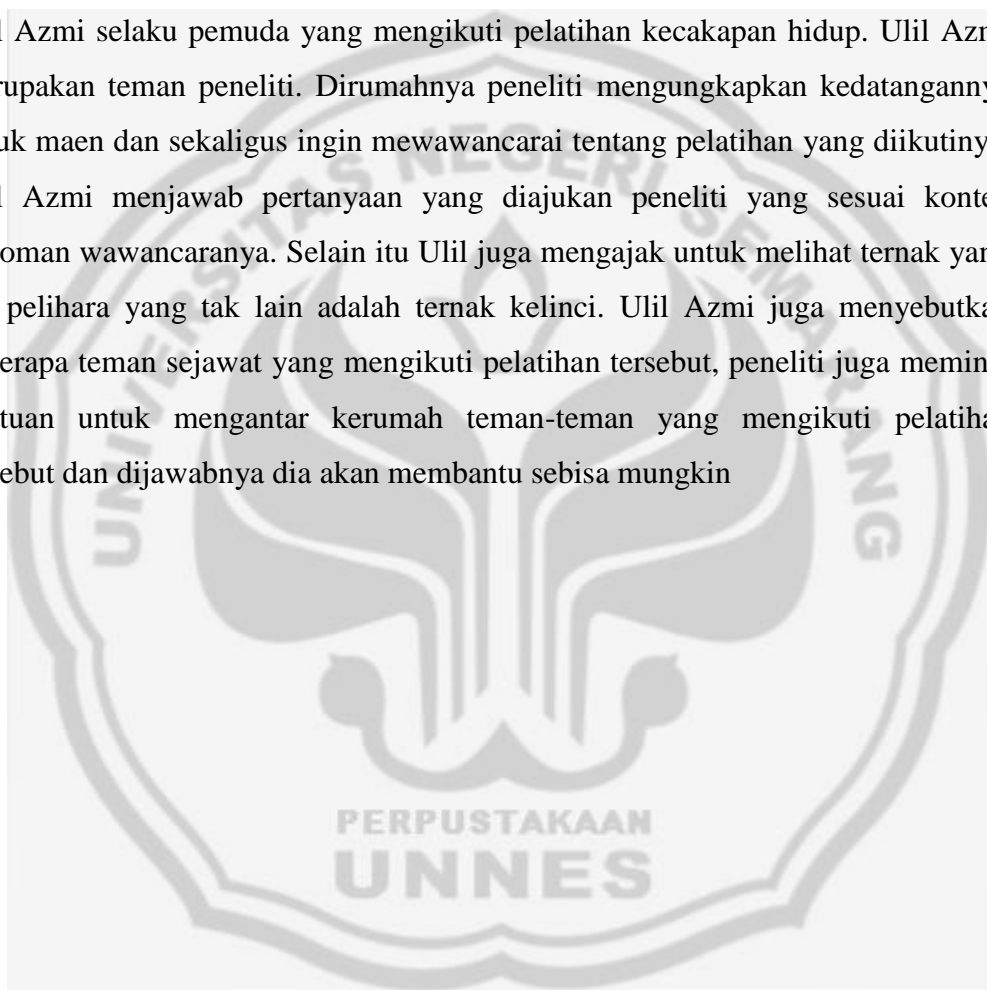 l Azmi selaku pemuda yang mengikuti pelatihan kecakapan hidup. Ulil Azm
rupakan teman peneliti. Dirumahnya peneliti mengungkapkan kedatanganny
uk maen dan sekaligus ingin mewawancarai tentang pelatihan yang diikutiny
l Azmi menjawab pertanyaan yang diajukan peneliti yang sesuai konte
oman wawancaranya. Selain itu Ulil juga mengajak untuk melihat ternak yan
pelihara yang tak lain adalah ternak kelinci. Ulil Azmi juga menyebutka
erapa teman sejawat yang mengikuti pelatihan tersebut, peneliti juga memin
tuan untuk mengantar kerumah teman-teman yang mengikuti pelatiha
ebut dan dijawabnya dia akan membantu sebisa mungkin
UNIVERSITAS NEGERI SEMARANG
PERPUSTAKAAN
UNNES